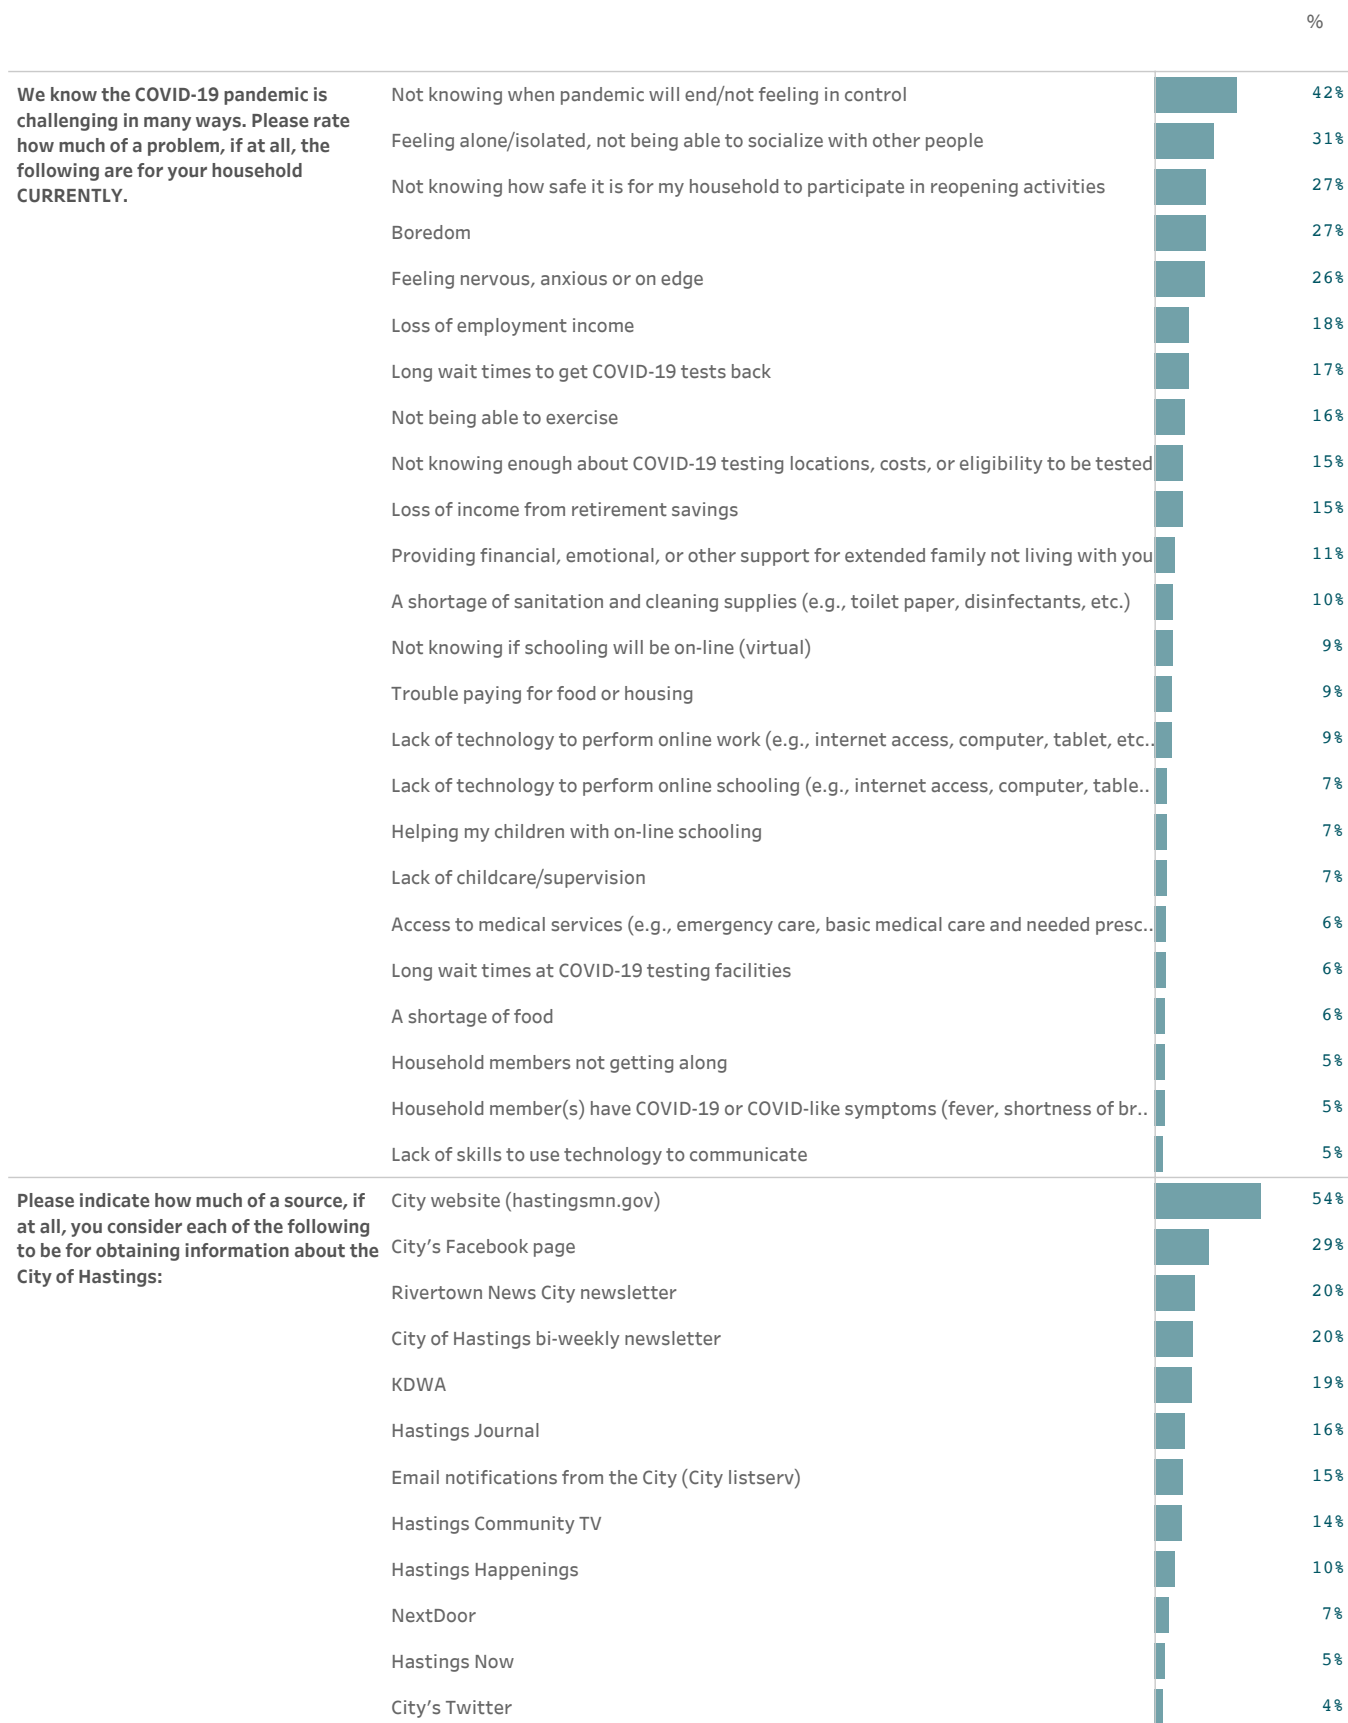 %
We know the COVID-19 pandemic is
challenging in many ways. Please rate
how much of a problem, if at all, the
following are for your household
CURRENTLY.
Not knowing when pandemic will end/not feeling in control 42%
Feeling alone/isolated, not being able to socialize with other people 31%
Not knowing how safe it is for my household to participate in reopening activities 27%
Boredom 27%
Feeling nervous, anxious or on edge 26%
Loss of employment income 18%
Long wait times to get COVID-19 tests back 17%
Not being able to exercise 16%
Not knowing enough about COVID-19 testing locations, costs, or eligibility to be tested 15%
Loss of income from retirement savings 15%
Providing financial, emotional, or other support for extended family not living with you 11%
A shortage of sanitation and cleaning supplies (e.g., toilet paper, disinfectants, etc.) 10%
Not knowing if schooling will be on-line (virtual) 9%
Trouble paying for food or housing 9%
Lack of technology to perform online work (e.g., internet access, computer, tablet, etc.. 9%
Lack of technology to perform online schooling (e.g., internet access, computer, table.. 7%
Helping my children with on-line schooling 7%
Lack of childcare/supervision 7%
Access to medical services (e.g., emergency care, basic medical care and needed presc.. 6%
Long wait times at COVID-19 testing facilities 6%
A shortage of food 6%
Household members not getting along 5%
Household member(s) have COVID-19 or COVID-like symptoms (fever, shortness of br.. 5%
Lack of skills to use technology to communicate 5%
Please indicate how much of a source, if
at all, you consider each of the following
to be for obtaining information about the
City of Hastings:
City website (hastingsmn.gov) 54%
City's Facebook page 29%
Rivertown News City newsletter 20%
City of Hastings bi-weekly newsletter 20%
KDWA 19%
Hastings Journal 16%
Email notifications from the City (City listserv) 15%
Hastings Community TV 14%
Hastings Happenings 10%
NextDoor 7%
Hastings Now 5%
City's Twitter 4%